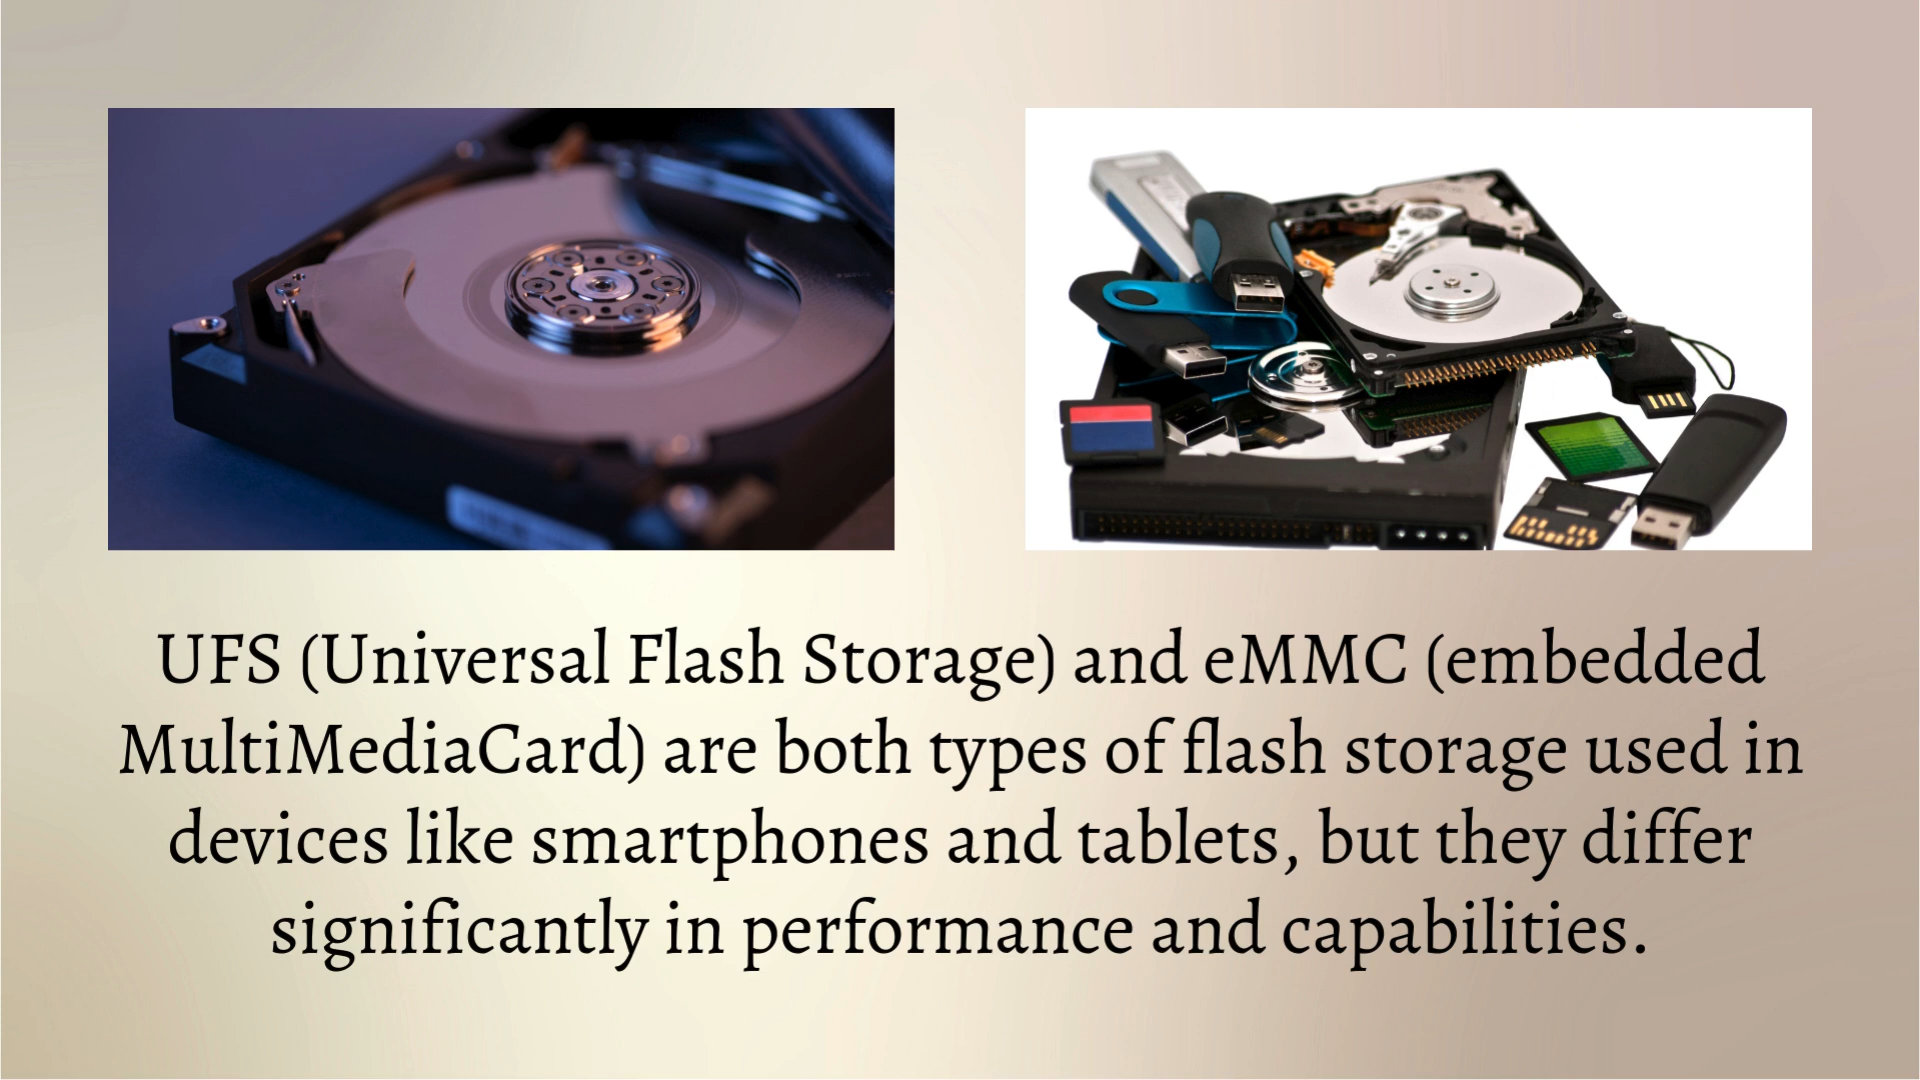 UFS (Universal Flash Storage) and eMMC (embedded
MultiMediaCard) are both types of flash storage used in
devices like smartphones and tablets, but they differ
significantly in performance and capabilities.